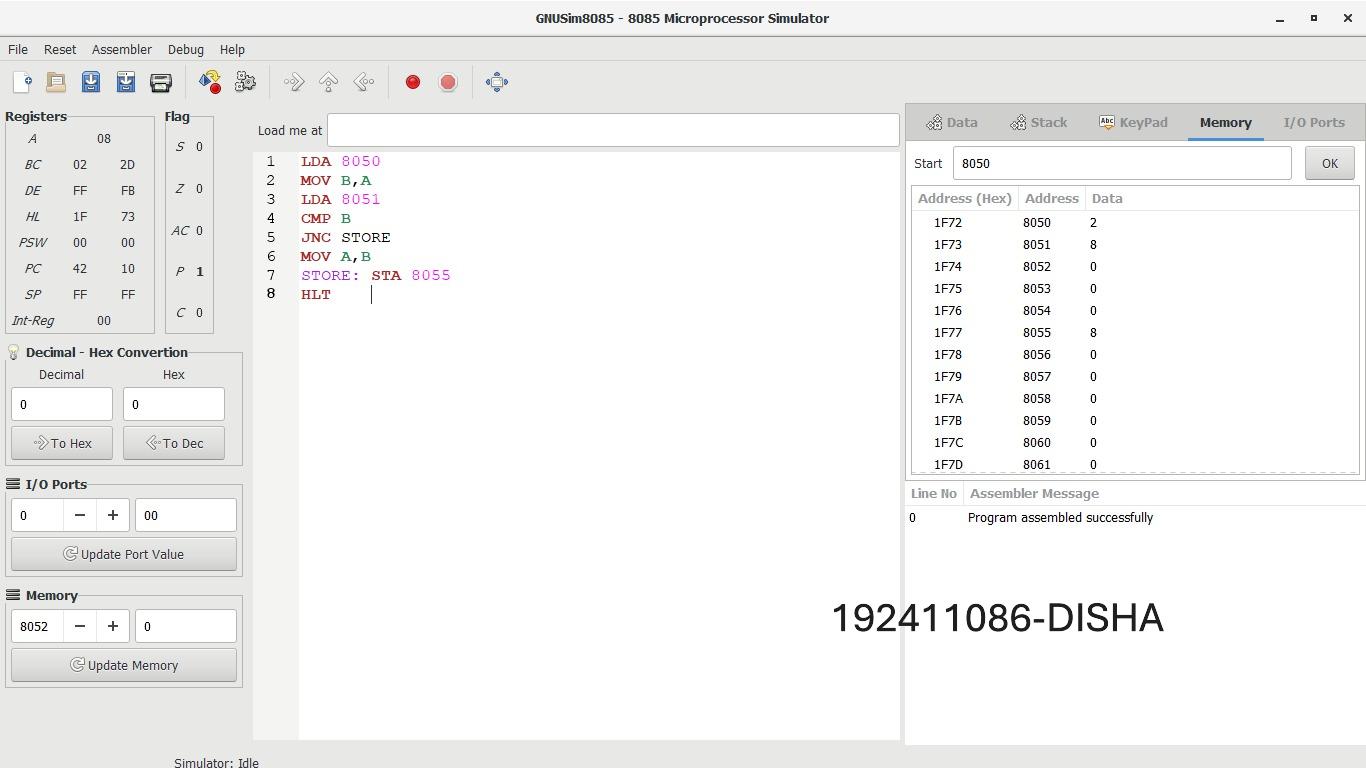 GNUSim8085 - 8085 Microprocessor Simulator
File Reset Assembler Debug Help
Registers
A 08
BC 02 2D
DE FF FB
HL 1F 73
PSW 00 00
PC 42 10
SP FF FF
Int-Reg 00
Flag
S 0
Z 0
AC 0
P 1
C 0
Decimal - Hex Convertion
Decimal Hex
0 0
To Hex To Dec
I/O Ports
0 00
Update Port Value
Memory
8052 0
Update Memory
Load me at
1 LDA 8050
2 MOV B,A
3 LDA 8051
4 CMP B
5 JNC STORE
6 MOV A,B
7 STORE: STA 8055
8 HLT
Data Stack Abc KeyPad Memory I/O Ports
Start 8050 OK
Address (Hex) Address Data
1F72 8050 2
1F73 8051 8
1F74 8052 0
1F75 8053 0
1F76 8054 0
1F77 8055 8
1F78 8056 0
1F79 8057 0
1F7A 8058 0
1F7B 8059 0
1F7C 8060 0
1F7D 8061 0
Line No Assembler Message
0 Program assembled successfully
192411086-DISHA
Simulator: Idle